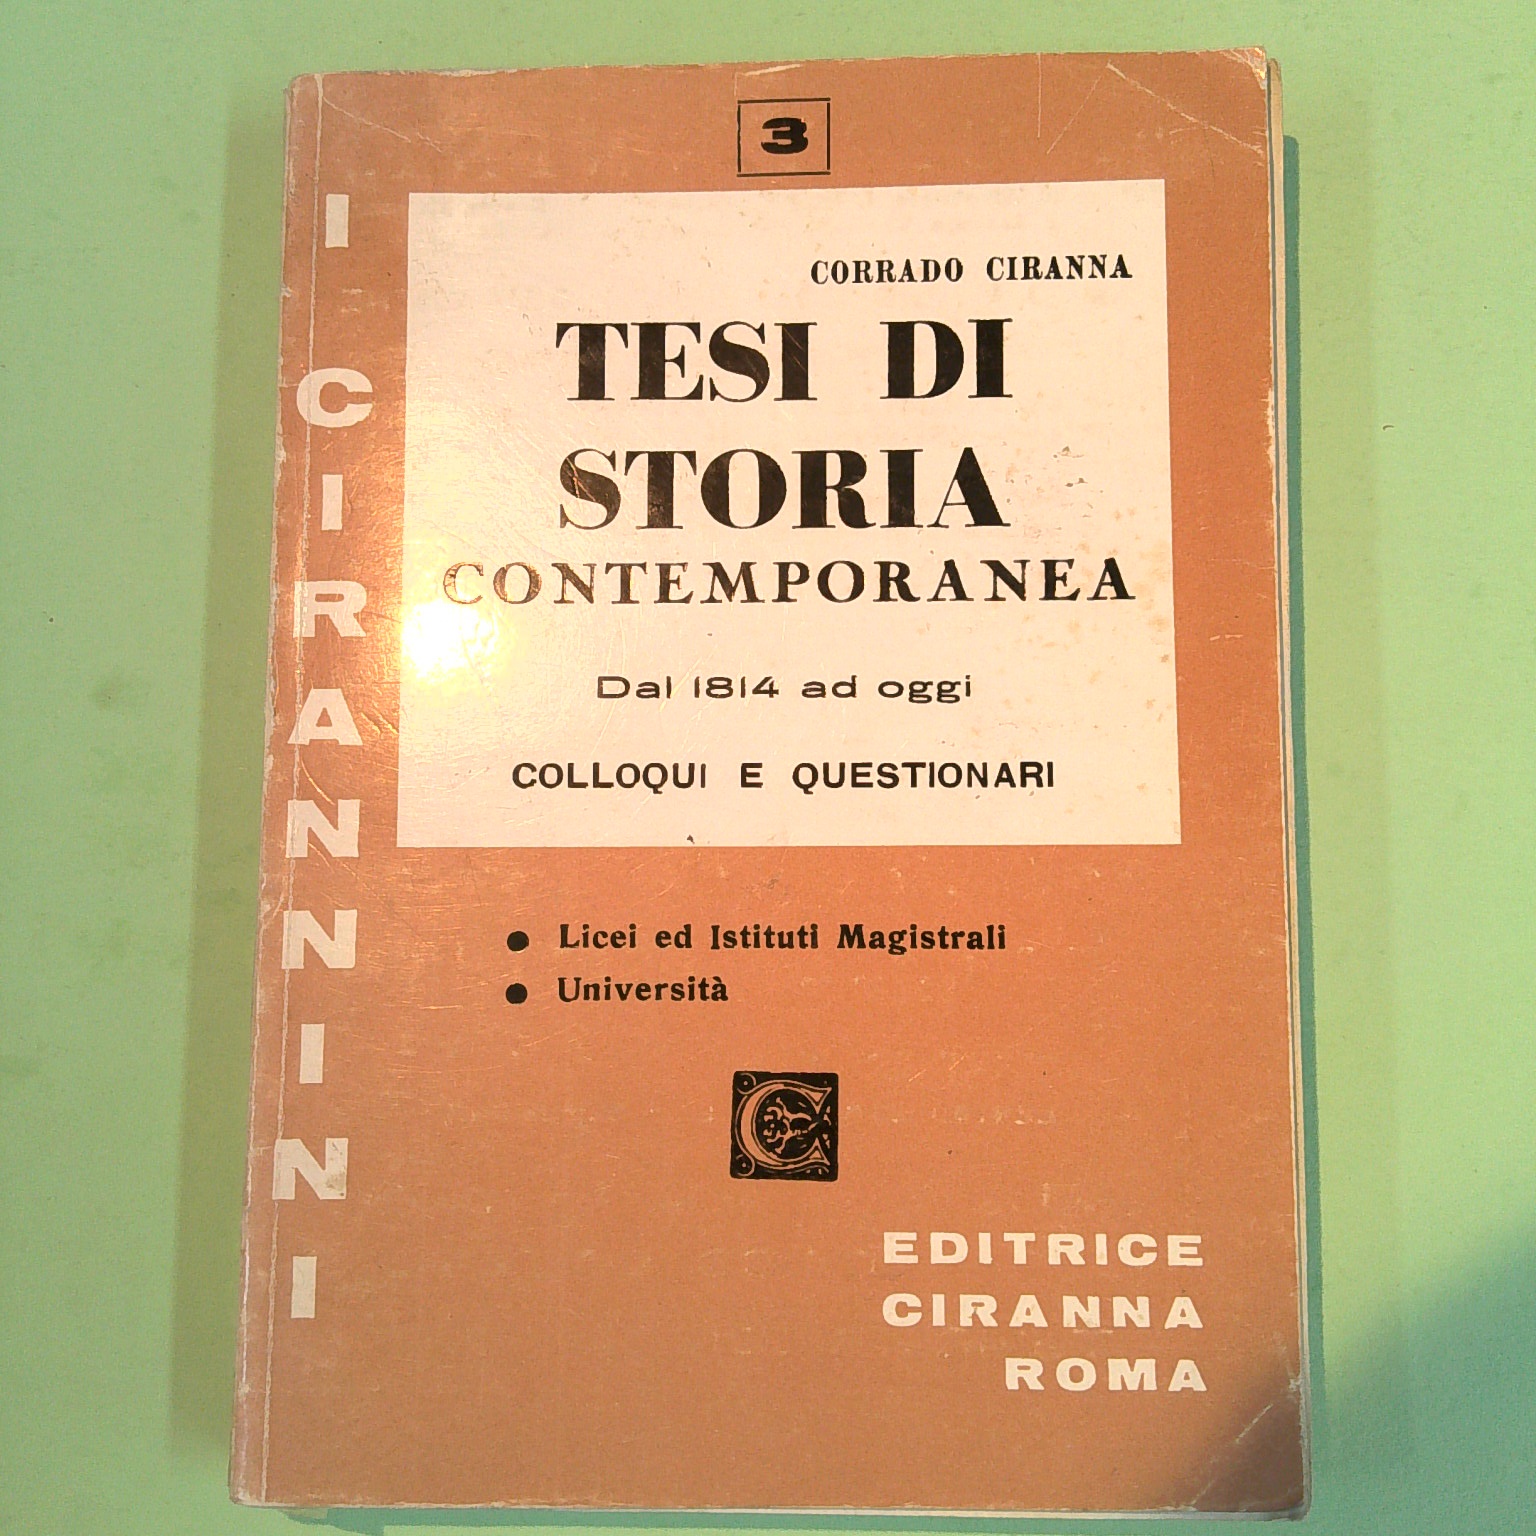 3
I CIRANNINI
CORRADO CIRANNA
TESI DI
STORIA
CONTEMPORANEA
Dal 1814 ad oggi
COLLOQUI E QUESTIONARI
● Licei ed Istituti Magistrali
● Università
C
EDITRICE
CIRANNA
ROMA